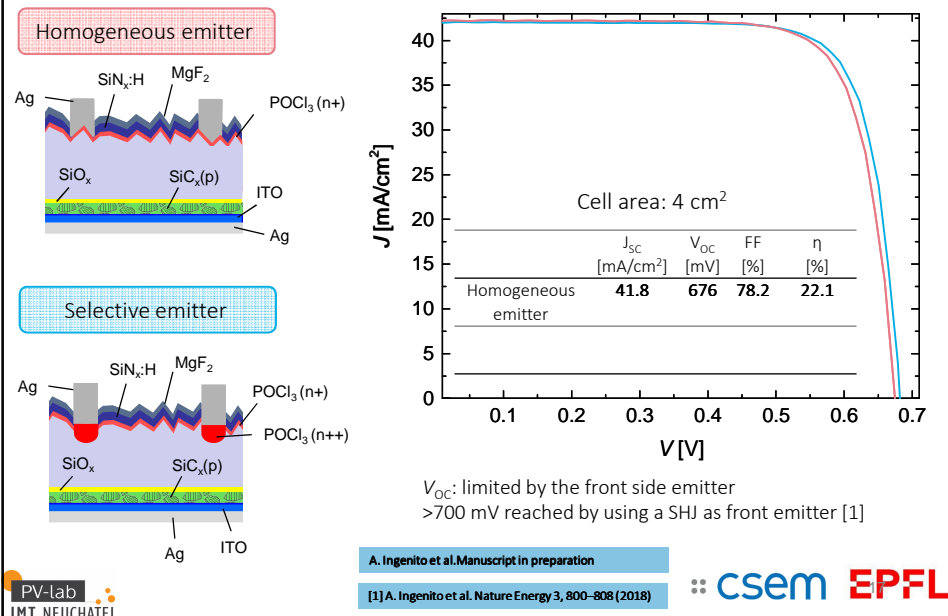 Homogeneous emitter
SiNx:H
MgF2
Ag
POCl3 (n+)
SiOx
SiCx(p)
ITO
Ag
Selective emitter
SiNx:H
MgF2
Ag
POCl3 (n+)
POCl3 (n++)
SiOx
SiCx(p)
Ag
ITO
J [mA/cm2]
40
35
30
25
20
15
10
5
0
0.1 0.2 0.3 0.4 0.5 0.6 0.7
V [V]
Cell area: 4 cm2
JSC VOC FF η
[mA/cm2] [mV] [%] [%]
Homogeneous 41.8 676 78.2 22.1
emitter
VOC: limited by the front side emitter
>700 mV reached by using a SHJ as front emitter [1]
A. Ingenito et al.Manuscript in preparation
[1] A. Ingenito et al. Nature Energy 3, 800–808 (2018)
PV-lab
IMT NEUCHATEL
csem
EPFL
17